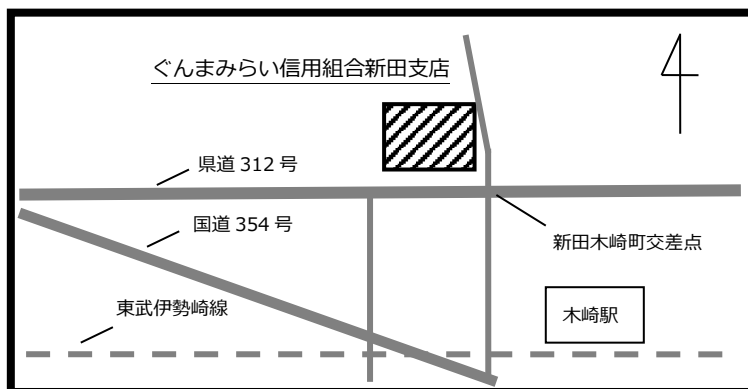 ぐんまみらい信用組合新田支店
県道 312 号
国道 354 号
新田木崎町交差点
東武伊勢崎線
木崎駅